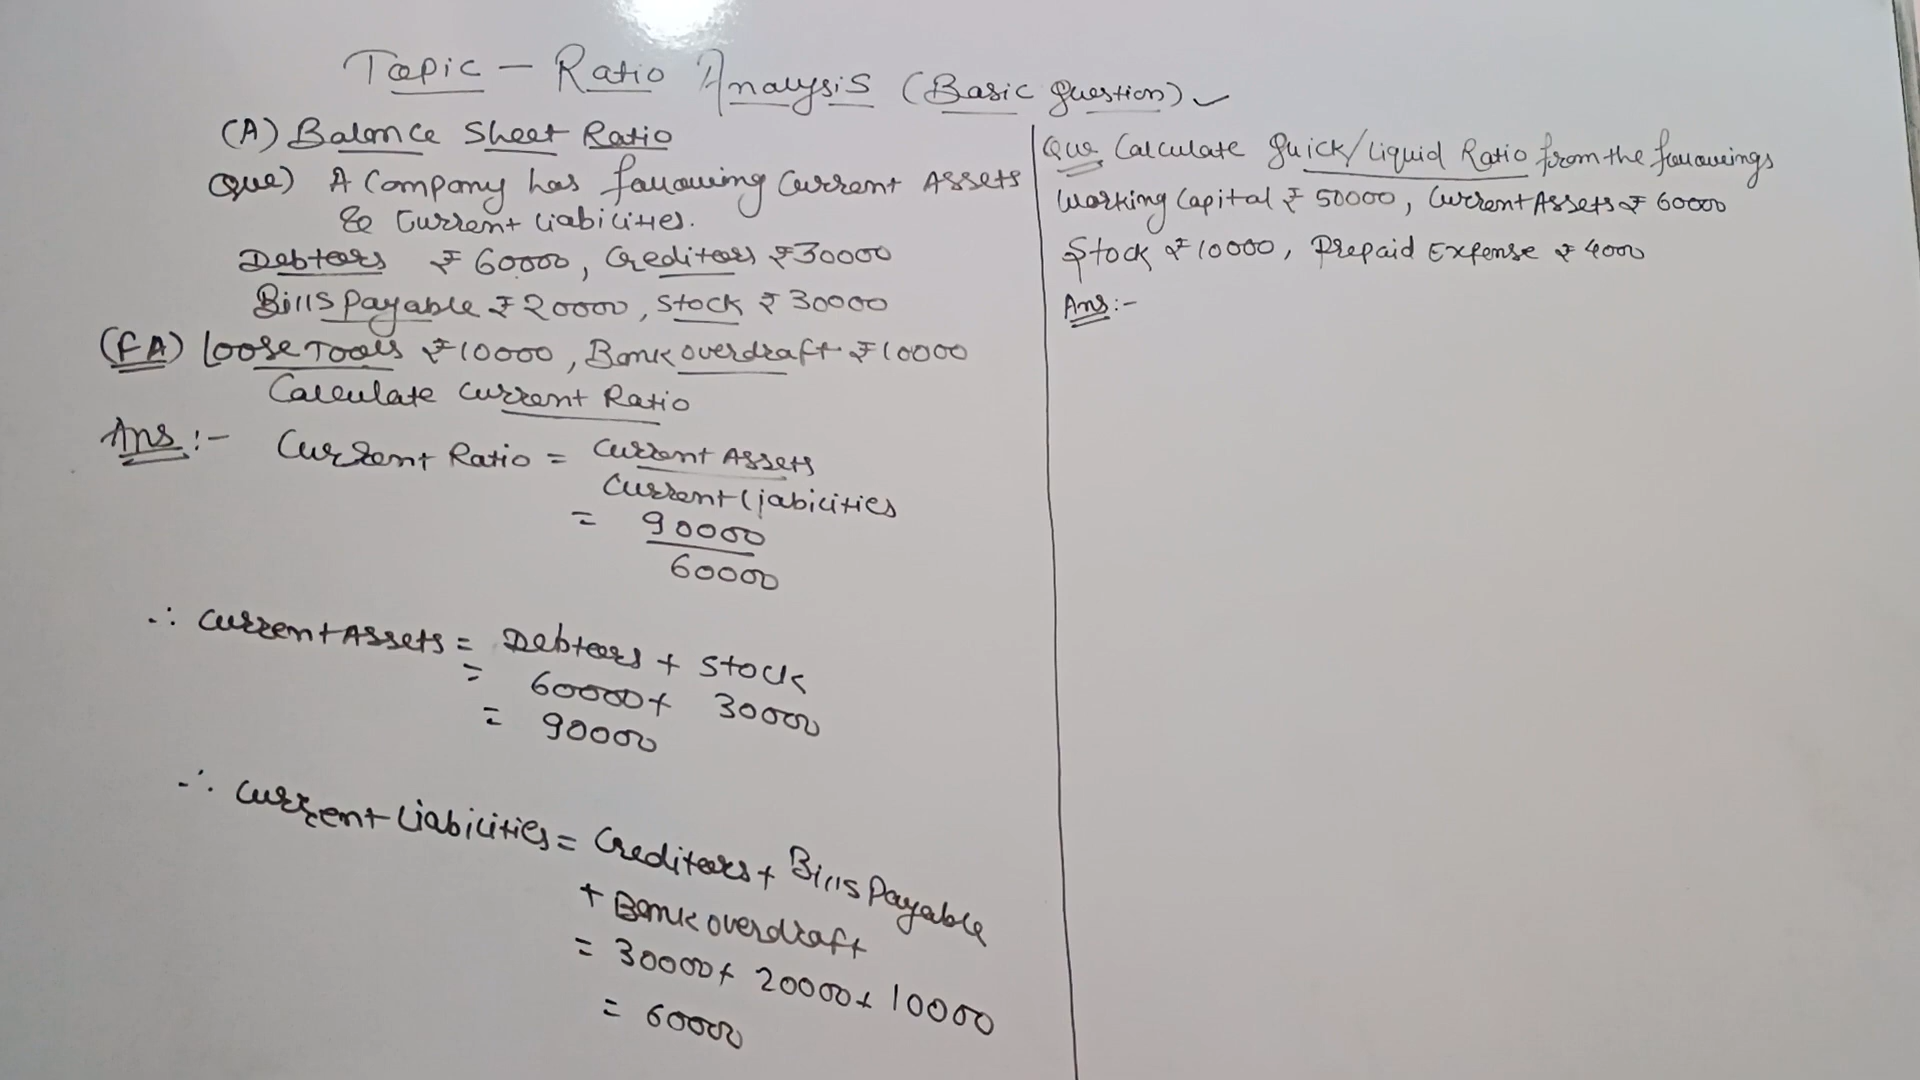 Topic - Ratio Analysis (Basic Question) ✓
(A) Balance Sheet Ratio
Que) A Company has following Current Assets
& Current Liabilities.
Debtors ₹ 60000, Creditors ₹30000
Bills Payable ₹ 20000, Stock ₹ 30000
(FA) Loose Tools ₹10000, Bank overdraft ₹10000
Calculate Current Ratio
Ans :- Current Ratio = Current Assets
Current Liabilities
= 90000
60000
∴ Current Assets = Debtors + Stock
= 60000 + 30000
= 90000
∴ Current Liabilities = Creditors + Bills Payable
+ Bank overdraft
= 30000 + 20000 + 10000
= 60000
Que. Calculate Quick/Liquid Ratio from the followings
Working Capital ₹ 50000, Current Assets ₹ 60000
Stock ₹ 10000, Prepaid Expense ₹ 4000
Ans :-